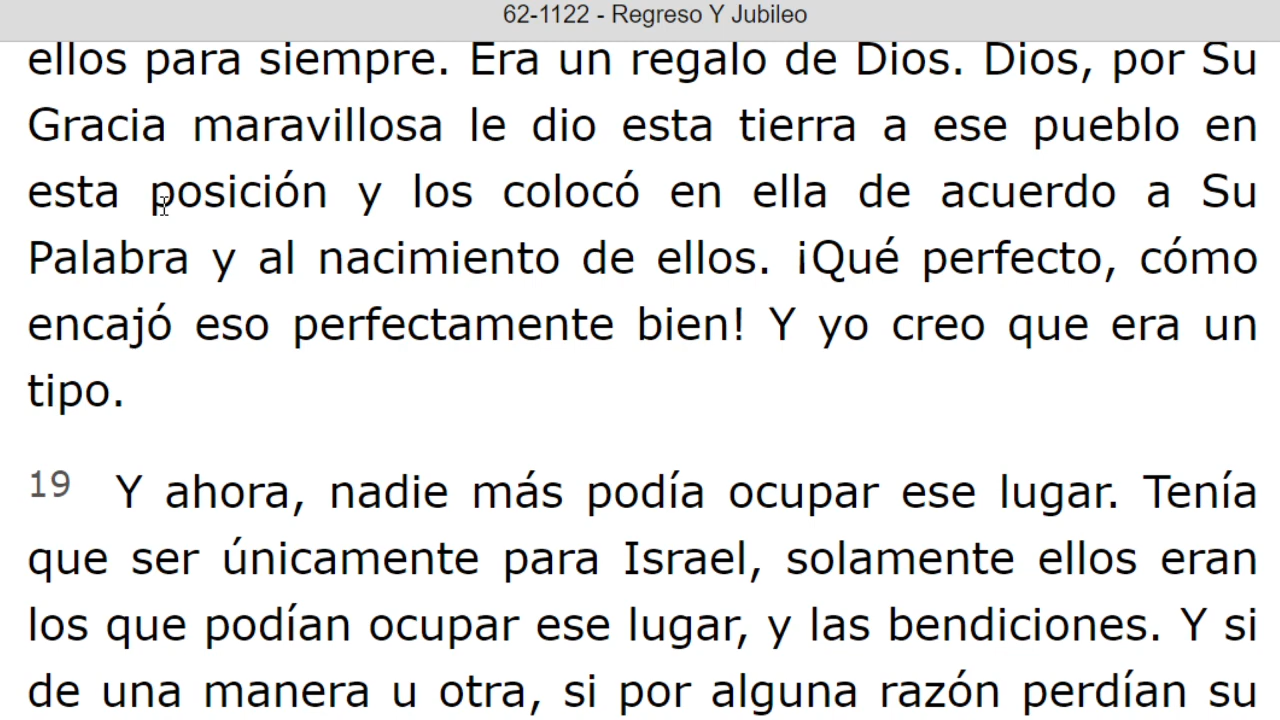 62-1122 - Regreso Y Jubileo
ellos para siempre. Era un regalo de Dios. Dios, por Su
Gracia maravillosa le dio esta tierra a ese pueblo en
esta posición y los colocó en ella de acuerdo a Su
Palabra y al nacimiento de ellos. ¡Qué perfecto, cómo
encajó eso perfectamente bien! Y yo creo que era un
tipo.
19 Y ahora, nadie más podía ocupar ese lugar. Tenía
que ser únicamente para Israel, solamente ellos eran
los que podían ocupar ese lugar, y las bendiciones. Y si
de una manera u otra, si por alguna razón perdían su